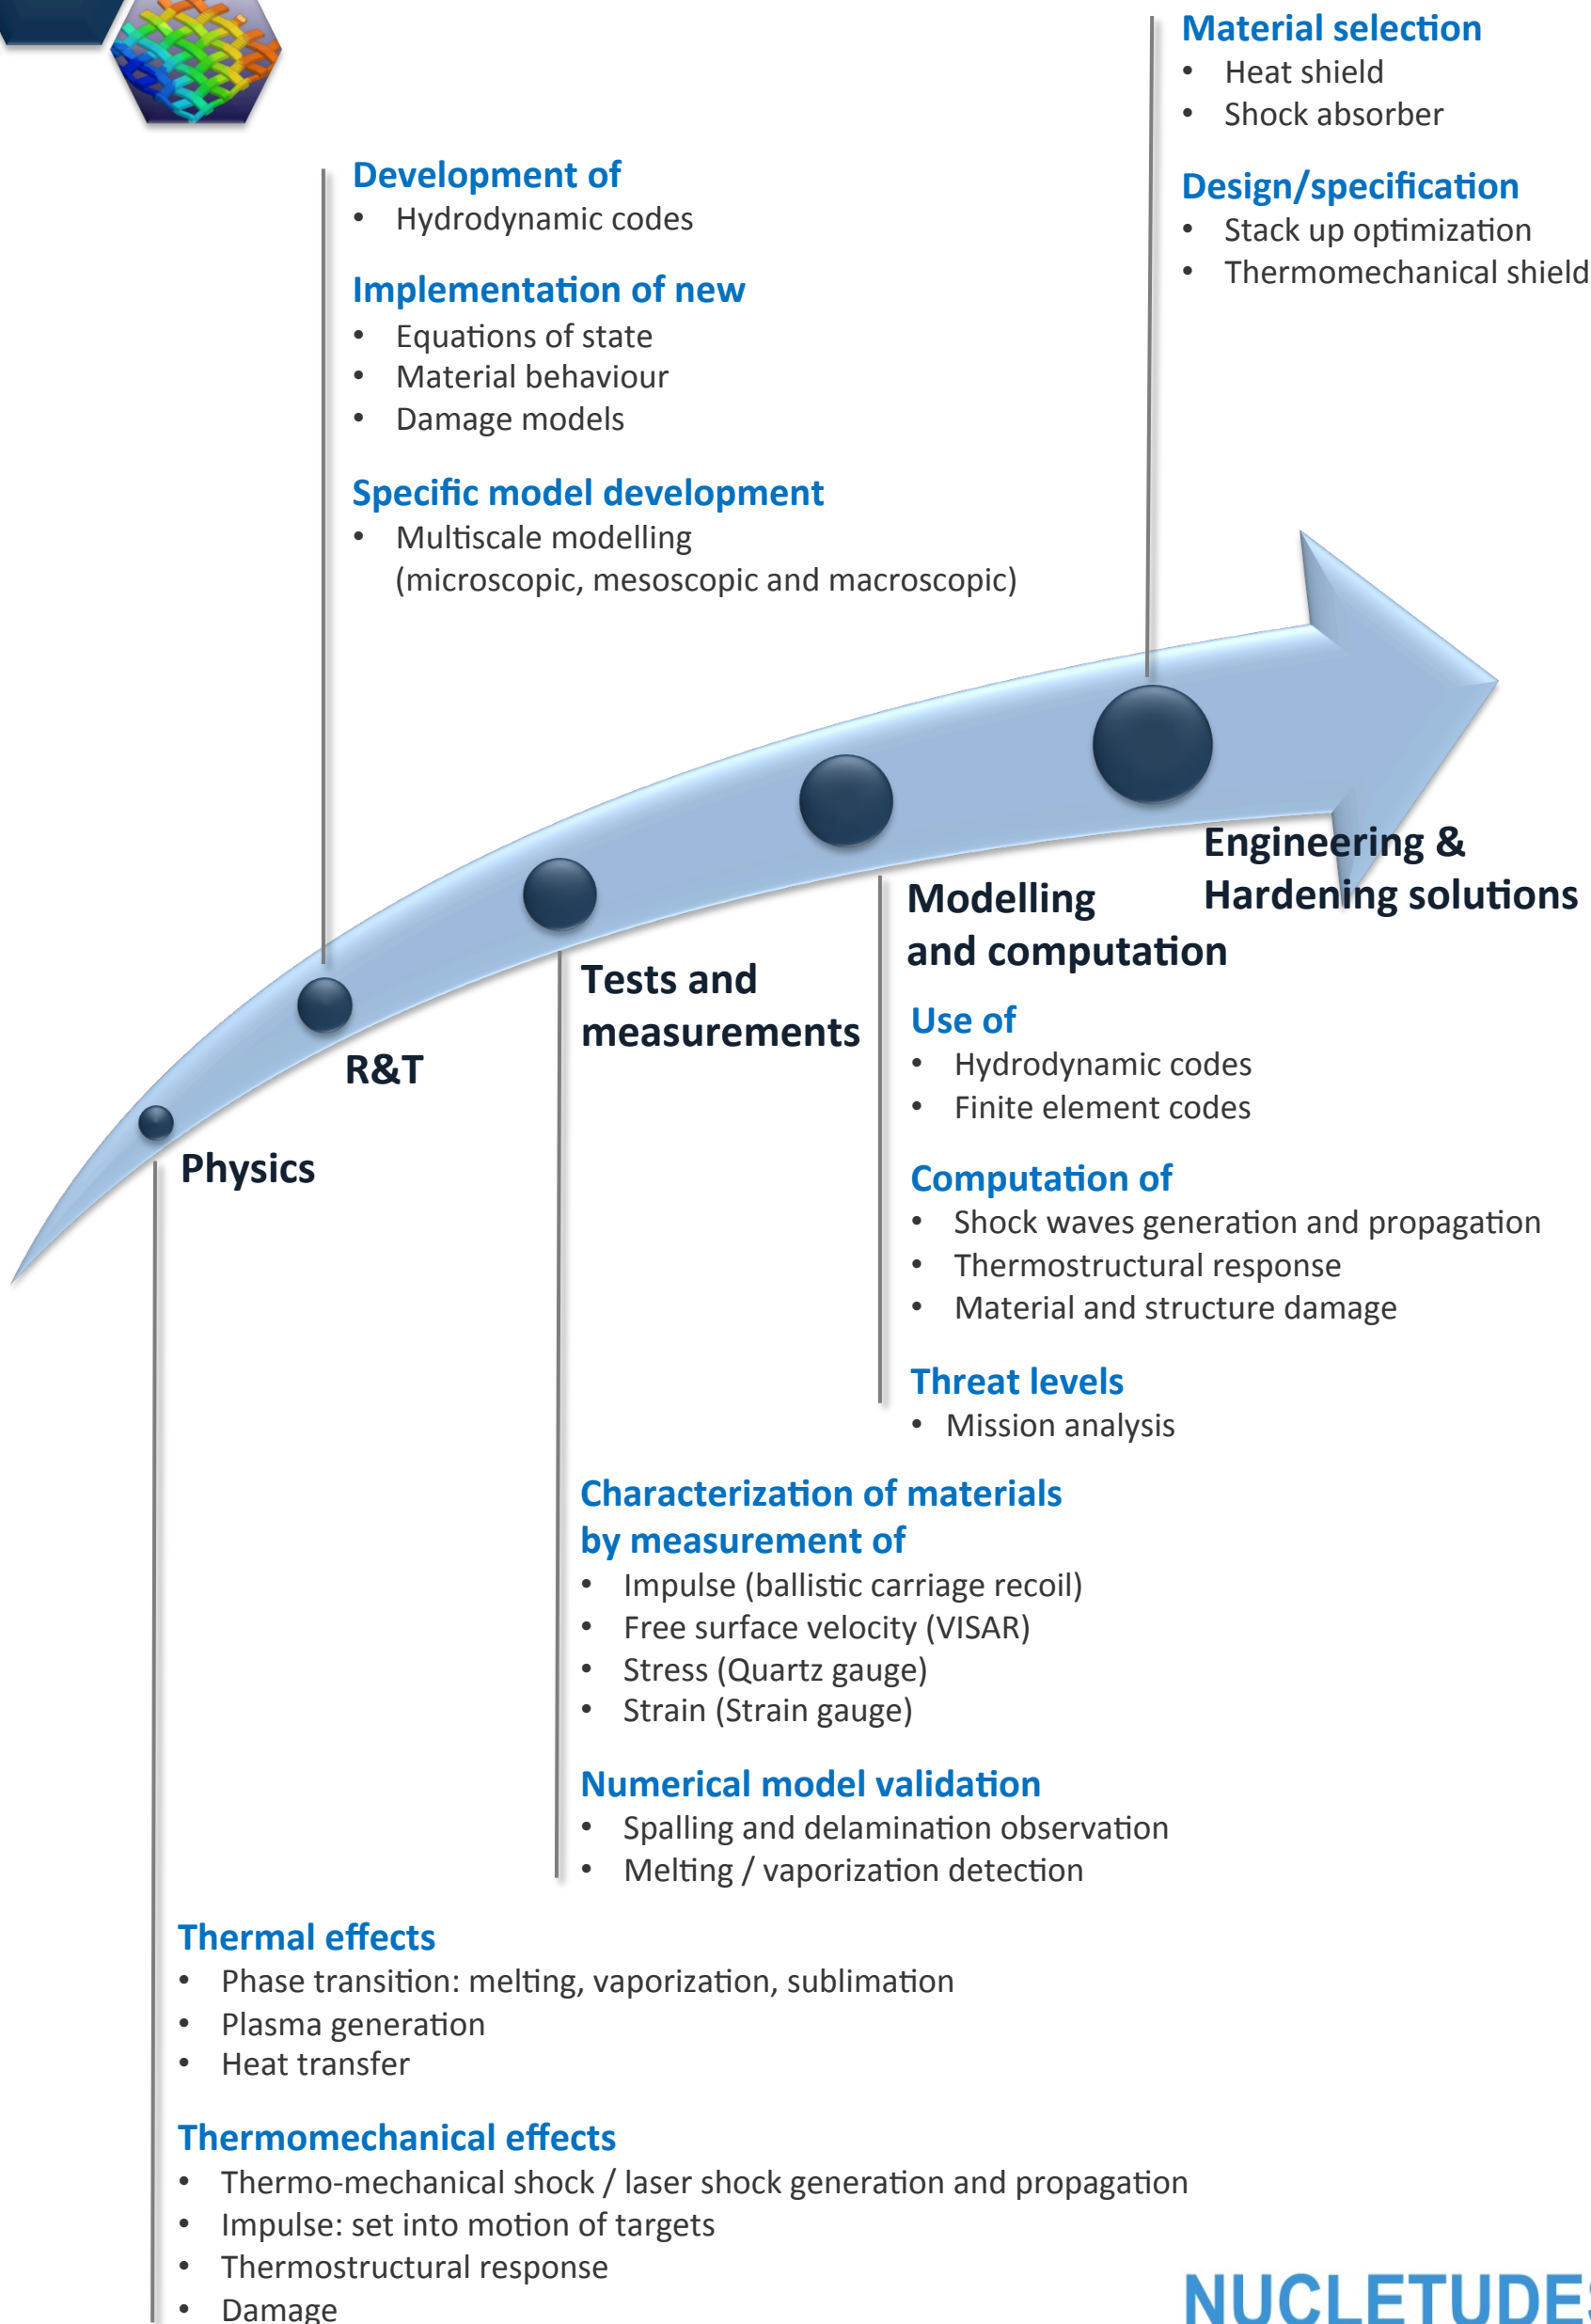 Material selection
• Heat shield
• Shock absorber
Design/specification
• Stack up optimization
• Thermomechanical shield
Development of
• Hydrodynamic codes
Implementation of new
• Equations of state
• Material behaviour
• Damage models
Specific model development
• Multiscale modelling
(microscopic, mesoscopic and macroscopic)
Engineering &
Hardening solutions
Modelling
and computation
Tests and
measurements
R&T
Physics
Use of
• Hydrodynamic codes
• Finite element codes
Computation of
• Shock waves generation and propagation
• Thermostructural response
• Material and structure damage
Threat levels
• Mission analysis
Characterization of materials
by measurement of
• Impulse (ballistic carriage recoil)
• Free surface velocity (VISAR)
• Stress (Quartz gauge)
• Strain (Strain gauge)
Numerical model validation
• Spalling and delamination observation
• Melting / vaporization detection
Thermal effects
• Phase transition: melting, vaporization, sublimation
• Plasma generation
• Heat transfer
Thermomechanical effects
• Thermo-mechanical shock / laser shock generation and propagation
• Impulse: set into motion of targets
• Thermostructural response
• Damage
NUCLETUDES